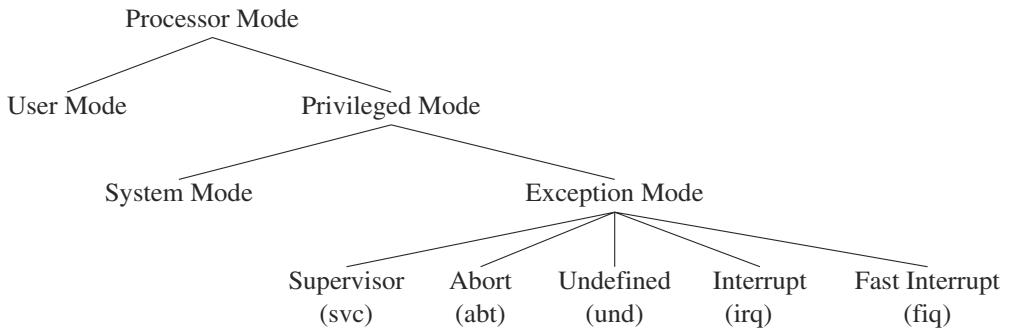 Processor Mode
User Mode Privileged Mode
System Mode Exception Mode
Supervisor Abort Undefined Interrupt Fast Interrupt
(svc) (abt) (und) (irq) (fiq)